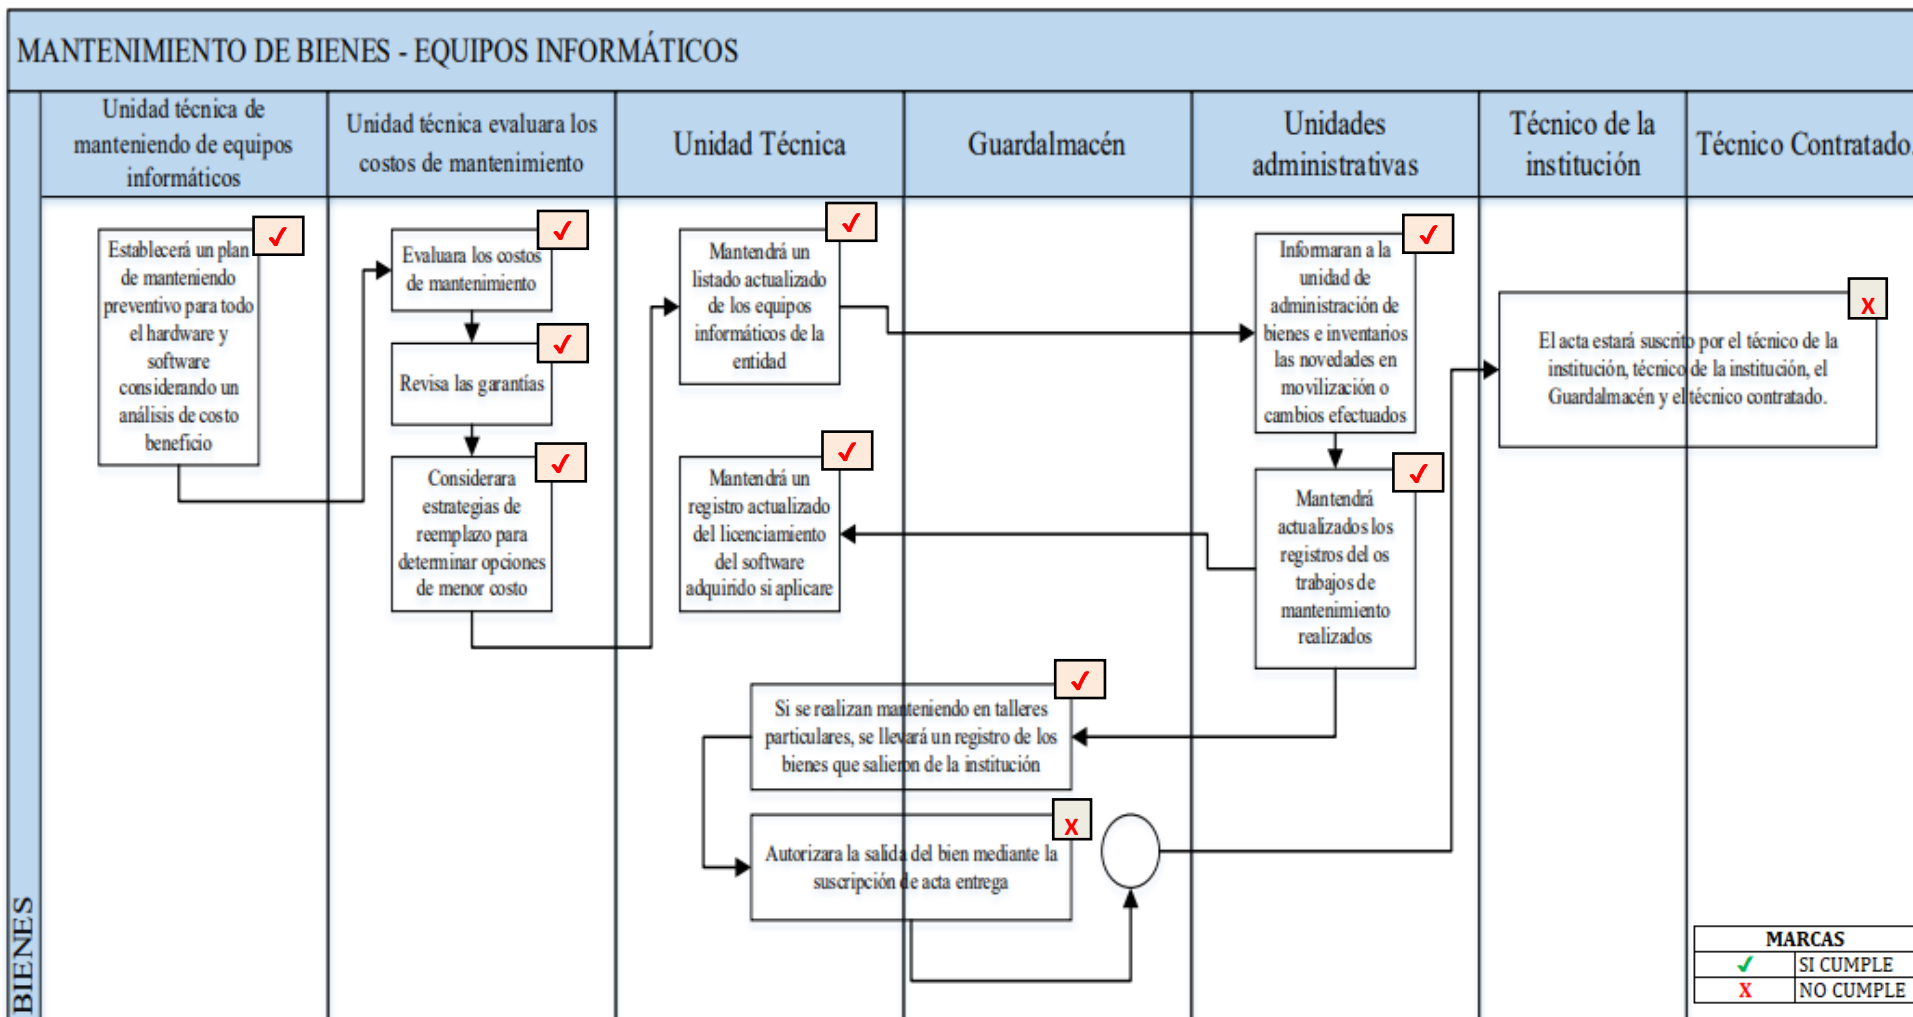 MANTENIMIENTO DE BIENES - EQUIPOS INFORMÁTICOS
Unidad técnica de
manteniendo de equipos
informáticos
Unidad técnica evaluara los
costos de mantenimiento
Unidad Técnica
Guardalmacén
Unidades
administrativas
Técnico de la
institución
Técnico Contratado.
BIENES
Establecerá un plan
de manteniendo
preventivo para todo
el hardware y
software
considerando un
análisis de costo
beneficio
✓
Evaluara los costos
de mantenimiento
✓
Revisa las garantías
✓
Considerara
estrategias de
reemplazo para
determinar opciones
de menor costo
✓
Mantendrá un
listado actualizado
de los equipos
informáticos de la
entidad
✓
Mantendrá un
registro actualizado
del licenciamiento
del software
adquirido si aplicare
✓
Informaran a la
unidad de
administración de
bienes e inventarios
las novedades en
movilización o
cambios efectuados
✓
Mantendrá
actualizados los
registros del os
trabajos de
mantenimiento
realizados
✓
Si se realizan manteniendo en talleres
particulares, se llevará un registro de los
bienes que salieron de la institución
✓
Autorizara la salida del bien mediante la
suscripción de acta entrega
X
El acta estará suscrito por el técnico de la
institución, técnico de la institución, el
Guardalmacén y el técnico contratado.
X
MARCAS
✓ SI CUMPLE
X NO CUMPLE